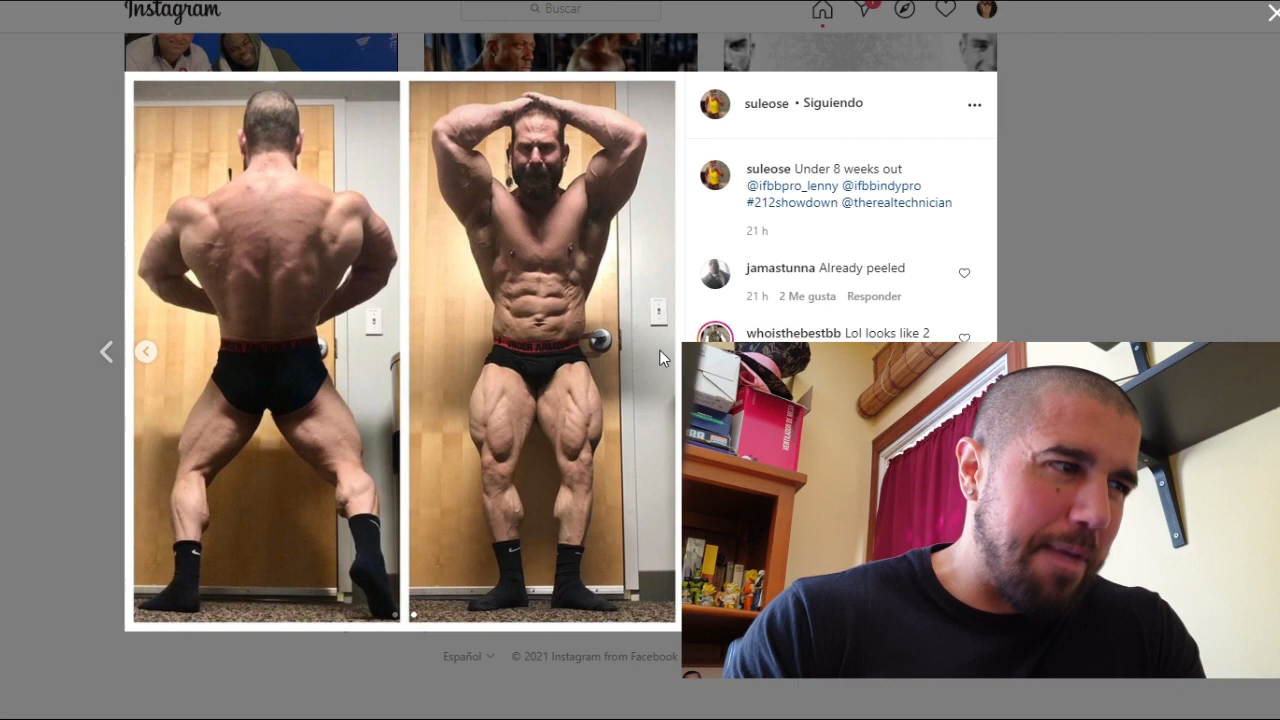 Instagram
Buscar
suleose • Siguiendo
suleose Under 8 weeks out
@ifbbpro_lenny @ifbbindypro
#212showdown @therealtechnician
21 h
jamastunna Already peeled
21 h 2 Me gusta Responder
whoisthebestbb Lol looks like 2
Español © 2021 Instagram from Facebook